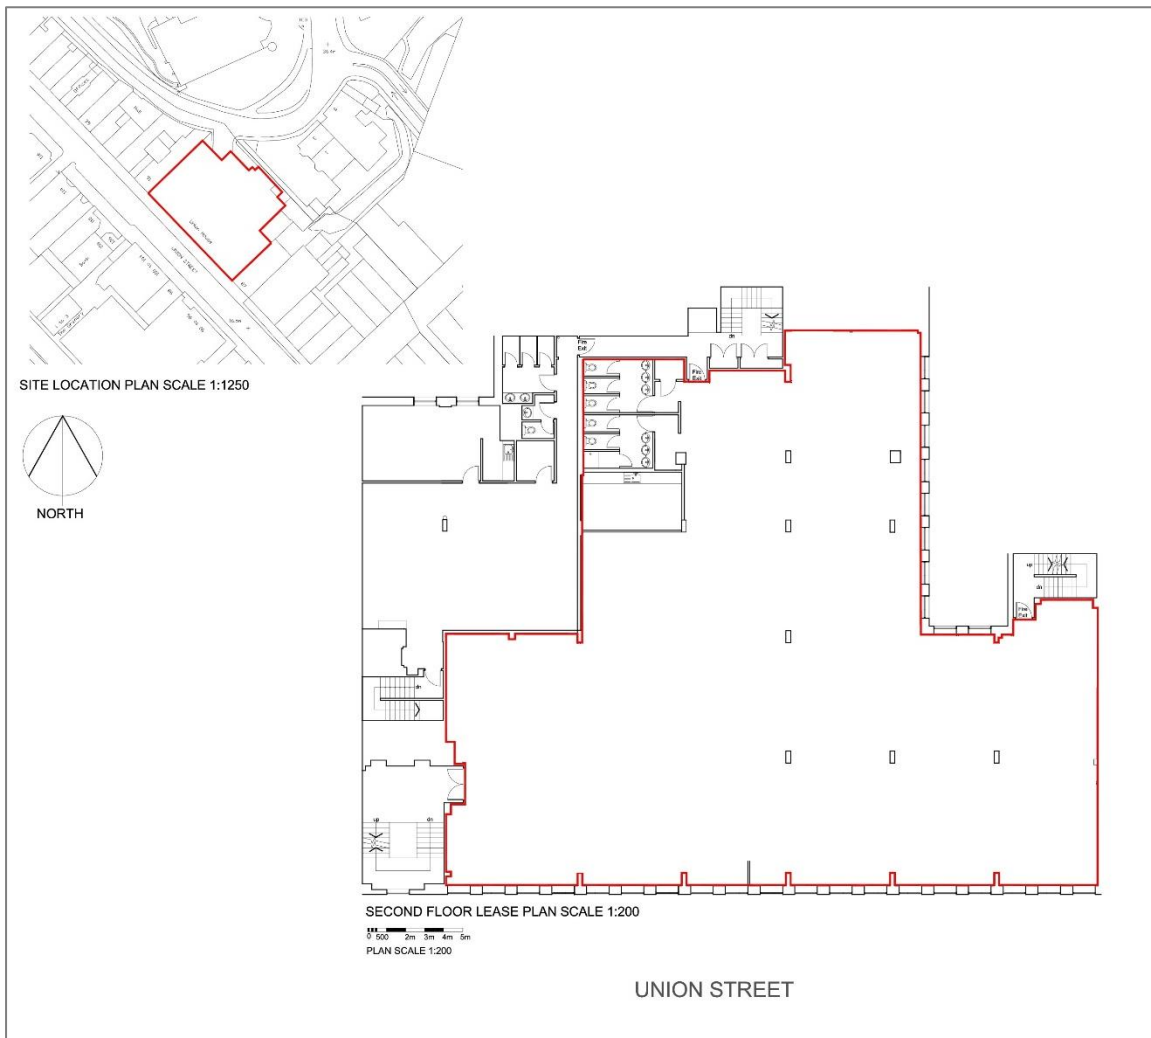 UNION HOUSE
UNION STREET
SITE LOCATION PLAN SCALE 1:1250
NORTH
Fire
Exit
dn
Fire
Exit
up
dn
Fire
Exit
dn
up
dn
SECOND FLOOR LEASE PLAN SCALE 1:200
0 500 2m 3m 4m 5m
PLAN SCALE 1:200
UNION STREET